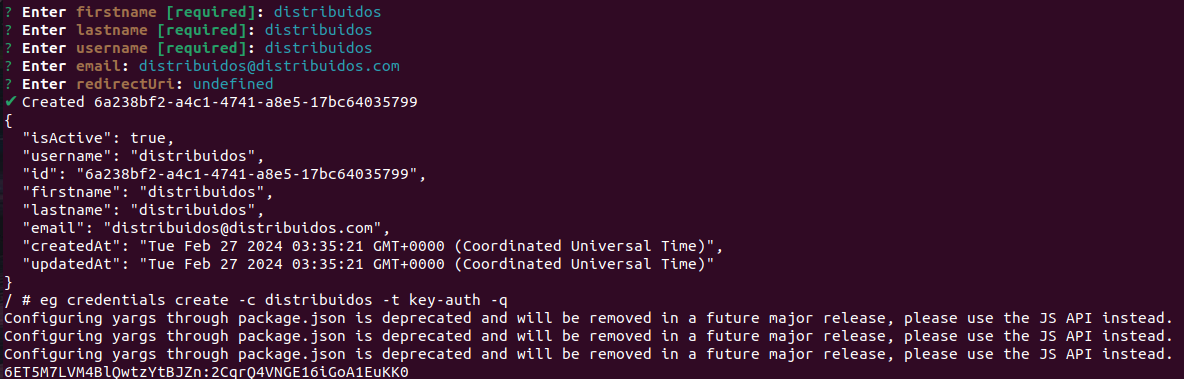 ? Enter firstname [required]: distribuidos
? Enter lastname [required]: distribuidos
? Enter username [required]: distribuidos
? Enter email: distribuidos@distribuidos.com
? Enter redirectUri: undefined
✔ Created 6a238bf2-a4c1-4741-a8e5-17bc64035799
{
  "isActive": true,
  "username": "distribuidos",
  "id": "6a238bf2-a4c1-4741-a8e5-17bc64035799",
  "firstname": "distribuidos",
  "lastname": "distribuidos",
  "email": "distribuidos@distribuidos.com",
  "createdAt": "Tue Feb 27 2024 03:35:21 GMT+0000 (Coordinated Universal Time)",
  "updatedAt": "Tue Feb 27 2024 03:35:21 GMT+0000 (Coordinated Universal Time)"
}
/ # eg credentials create -c distribuidos -t key-auth -q
Configuring yargs through package.json is deprecated and will be removed in a future major release, please use the JS API instead.
Configuring yargs through package.json is deprecated and will be removed in a future major release, please use the JS API instead.
Configuring yargs through package.json is deprecated and will be removed in a future major release, please use the JS API instead.
6ET5M7LVM4BlQwtzYtBJZn:2CqrQ4VNGE16iGoA1EuKK0